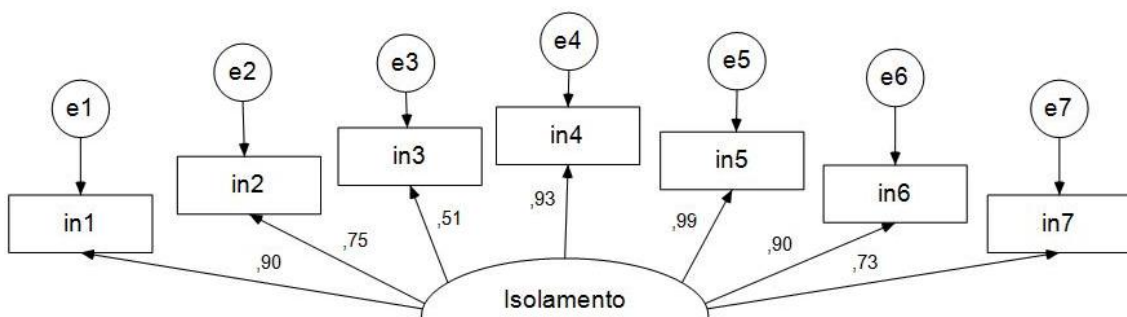 e1
e2
e3
e4
e5
e6
e7
in1
in2
in3
in4
in5
in6
in7
,90
,75
,51
,93
,99
,90
,73
Isolamento